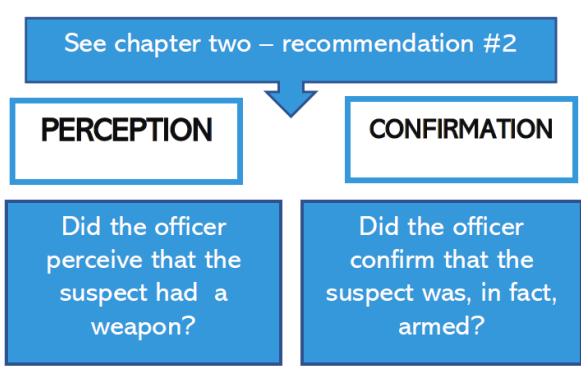 See chapter two – recommendation #2
PERCEPTION
CONFIRMATION
Did the officer
perceive that the
suspect had a
weapon?
Did the officer
confirm that the
suspect was, in fact,
armed?